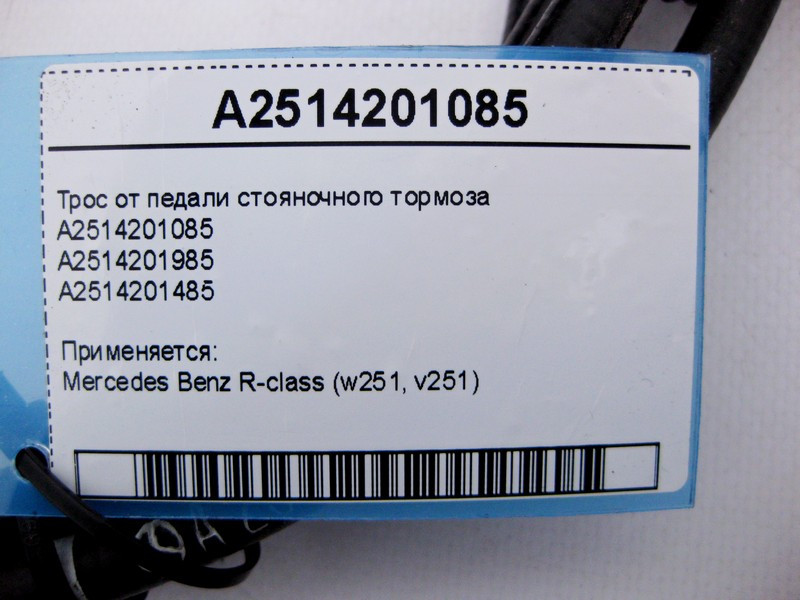 A2514201085
Трос от педали стояночного тормоза
A2514201085
A2514201985
A2514201485
Применяется:
Mercedes Benz R-class (w251, v251)